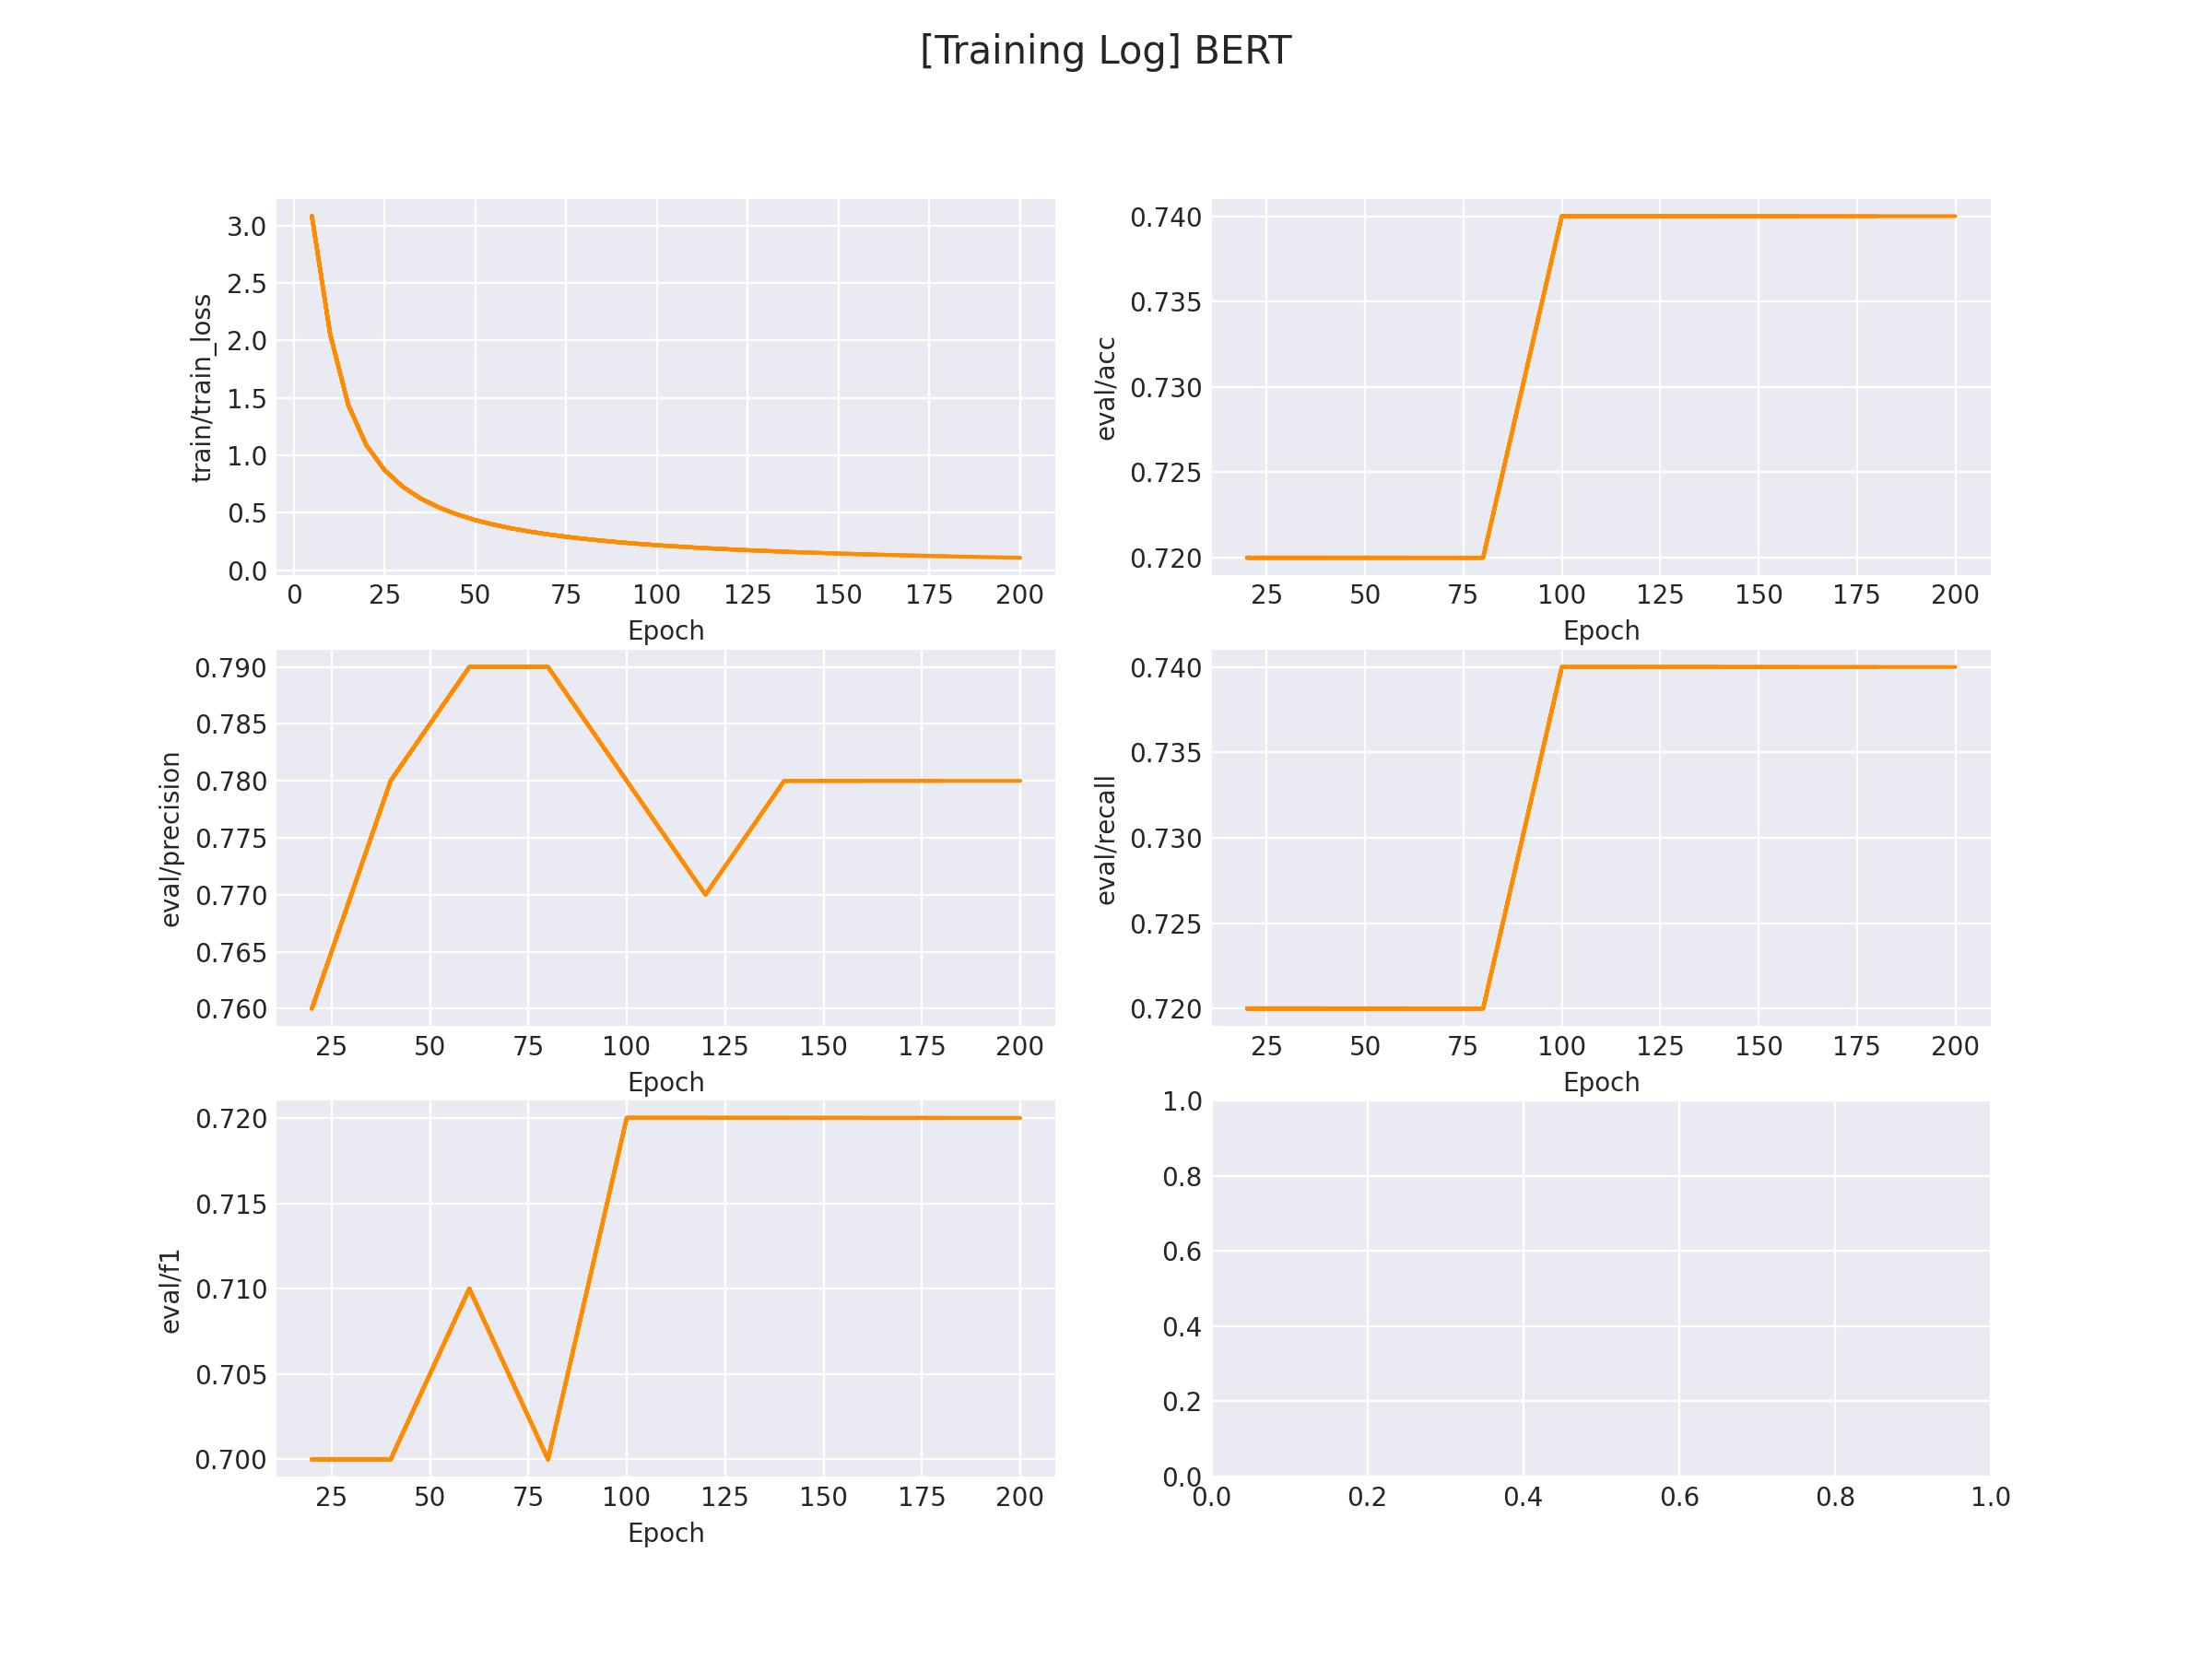 [Training Log] BERT
train/train_loss
3.0
2.5
2.0
1.5
1.0
0.5
0.0
0 25 50 75 100 125 150 175 200
Epoch
eval/acc
0.740
0.735
0.730
0.725
0.720
25 50 75 100 125 150 175 200
Epoch
eval/precision
0.790
0.785
0.780
0.775
0.770
0.765
0.760
25 50 75 100 125 150 175 200
Epoch
eval/recall
0.740
0.735
0.730
0.725
0.720
25 50 75 100 125 150 175 200
Epoch
eval/f1
0.720
0.715
0.710
0.705
0.700
25 50 75 100 125 150 175 200
Epoch
1.0
0.8
0.6
0.4
0.2
0.0
0.0 0.2 0.4 0.6 0.8 1.0